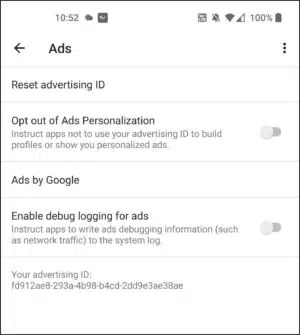 10:52 100%
Ads
Reset advertising ID
Opt out of Ads Personalization
Instruct apps not to use your advertising ID to build
profiles or show you personalized ads.
Ads by Google
Enable debug logging for ads
Instruct apps to write ads debugging information (such
as network traffic) to the system log.
Your advertising ID:
fd912ae8-293a-4b98-b4cd-2dd9e3ae38ae